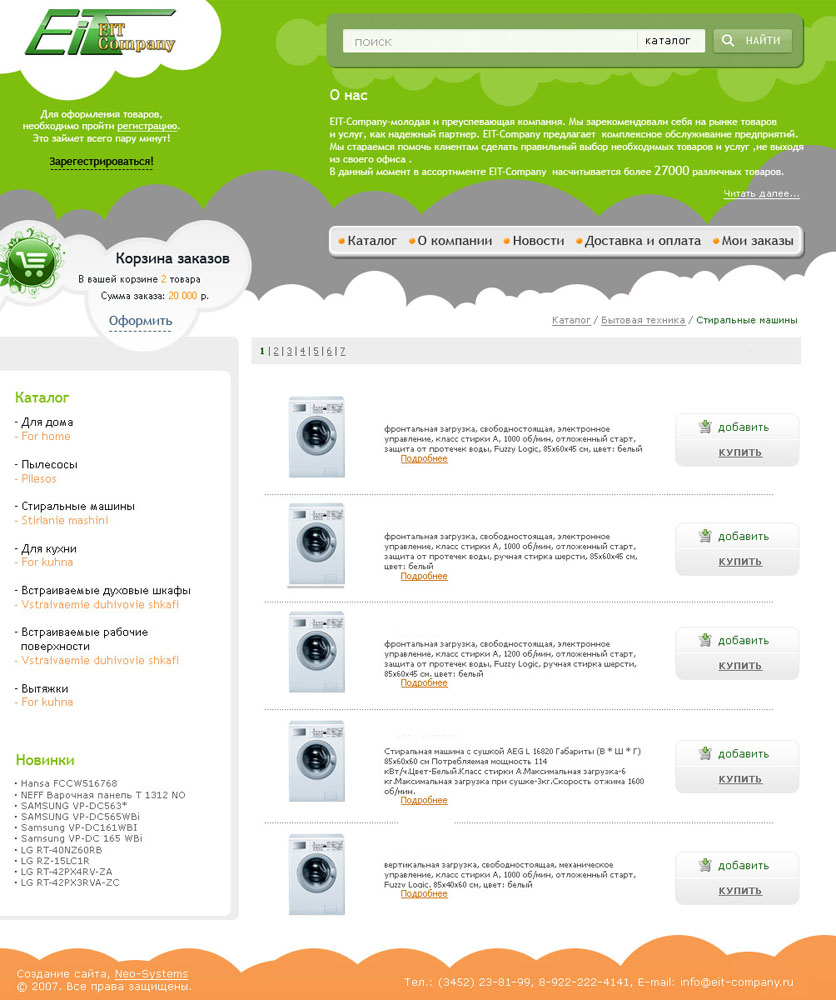 EIT
EIT
Company
поиск
каталог
НАЙТИ
Для оформления товаров,
необходимо пройти регистрацию.
Это займет всего пару минут!
Зарегестрироваться!
О нас
EIT-Company-молодая и преуспевающая компания. Мы зарекомендовали себя на рынке товаров
и услуг, как надежный партнер. EIT-Company предлагает комплексное обслуживание предприятий.
Мы стараемся помочь клиентам сделать правильный выбор необходимых товаров и услуг ,не выходя
из своего офиса .
В данный момент в ассортименте EIT-Company насчитывается более 27000 различных товаров.
Читать далее...
Каталог
О компании
Новости
Доставка и оплата
Мои заказы
Корзина заказов
В вашей корзине 2 товара
Сумма заказа: 20 000 р.
Оформить
Каталог / Бытовая техника / Стиральные машины
1 | 2 | 3 | 4 | 5 | 6 | 7
Каталог
- Для дома
- For home
- Пылесосы
- Pilesos
- Стиральные машины
- Stirlanie mashini
- Для кухни
- For kuhna
- Встраиваемые духовые шкафы
- Vstraivaemie duhivovie shkafi
- Встраиваемые рабочие
поверхности
- Vstraivaemie duhivovie shkafi
- Вытяжки
- For kuhna
Новинки
· Hansa FCCW516768
· NEFF Варочная панель T 1312 NO
· SAMSUNG VP-DC563*
· SAMSUNG VP-DC565WBi
· Samsung VP-DC161WBI
· Samsung VP-DC 165 WBi
· LG RT-40NZ60RB
· LG RZ-15LC1R
· LG RT-42PX4RV-ZA
· LG RT-42PX3RVA-ZC
фронтальная загрузка, свободностоящая, электронное
управление, класс стирки A, 1000 об/мин, отложенный старт,
защита от протечек воды, Fuzzy Logic, 85x60x45 см, цвет: белый
Подробнее
добавить
КУПИТЬ
фронтальная загрузка, свободностоящая, электронное
управление, класс стирки A, 1000 об/мин, отложенный старт,
защита от протечек воды, ручная стирка шерсти, 85x60x45 см,
цвет: белый
Подробнее
добавить
КУПИТЬ
фронтальная загрузка, свободностоящая, электронное
управление, класс стирки A, 1200 об/мин, отложенный старт,
защита от протечек воды, Fuzzy Logic, ручная стирка шерсти,
85x60x45 см, цвет: белый
Подробнее
добавить
КУПИТЬ
Стиральная машина с сушкой AEG L 16820 Габариты (В * Ш * Г)
85x60x60 см Потребляемая мощность 114
кВт/ч.Цвет-Белый.Класс стирки A.Максимальная загрузка-6
кг.Максимальная загрузка при сушке-3кг.Скорость отжима 1600
об/мин.
Подробнее
добавить
КУПИТЬ
вертикальная загрузка, свободностоящая, механическое
управление, класс стирки A, 1000 об/мин, отложенный старт,
Fuzzy Logic, 85x40x60 см, цвет: белый
Подробнее
добавить
КУПИТЬ
Создание сайта, Neo-Systems
© 2007. Все права защищены.
Тел.: (3452) 23-81-99, 8-922-222-4141, E-mail: info@eit-company.ru